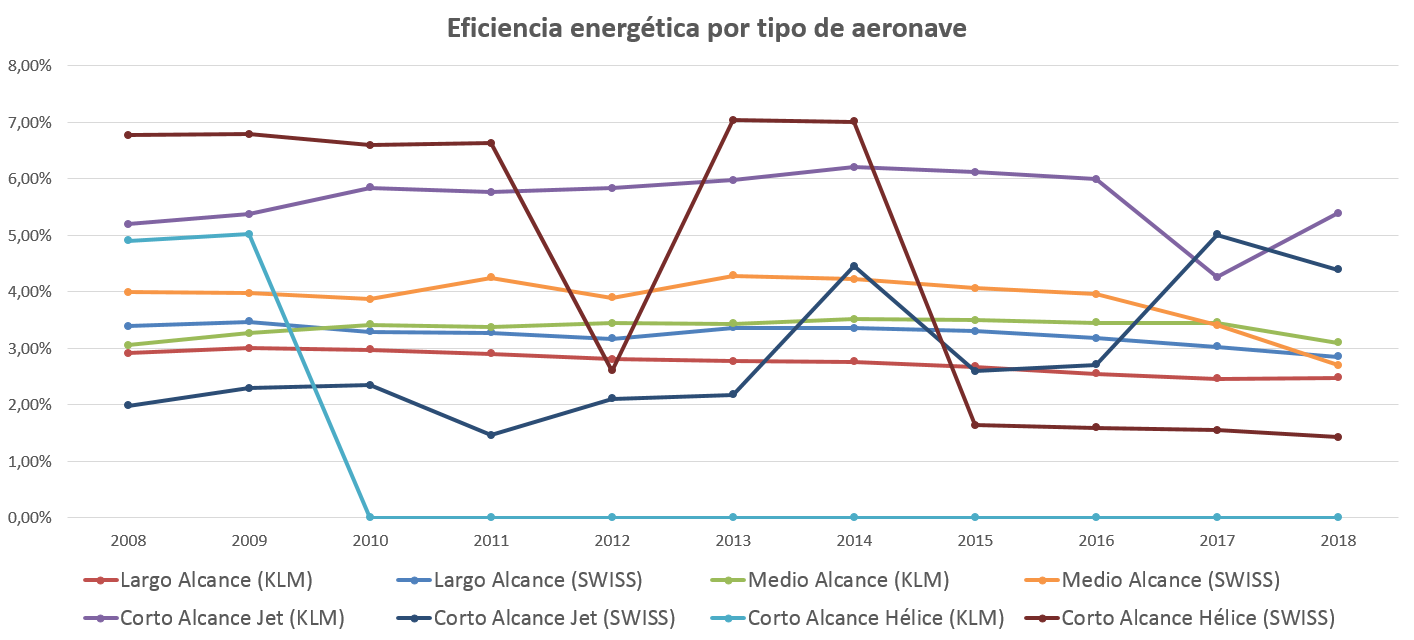 Eficiencia energética por tipo de aeronave
8,00%
7,00%
6,00%
5,00%
4,00%
3,00%
2,00%
1,00%
0,00%
2008 2009 2010 2011 2012 2013 2014 2015 2016 2017 2018
Largo Alcance (KLM) Largo Alcance (SWISS) Medio Alcance (KLM) Medio Alcance (SWISS)
Corto Alcance Jet (KLM) Corto Alcance Jet (SWISS) Corto Alcance Hélice (KLM) Corto Alcance Hélice (SWISS)